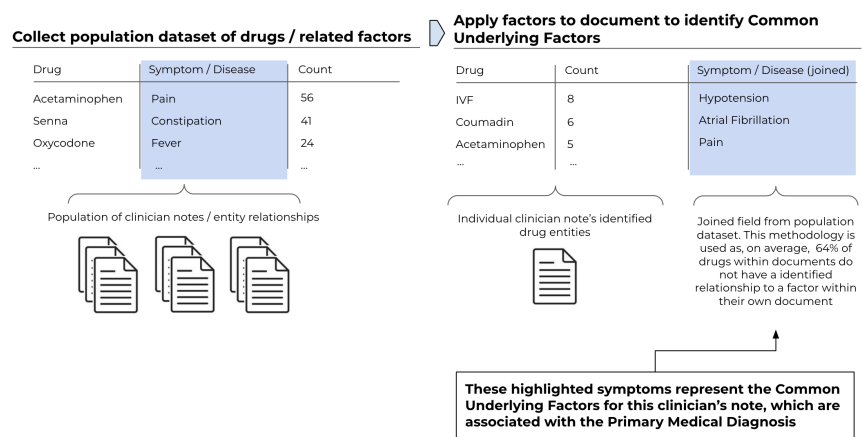 Collect population dataset of drugs / related factors
Drug Symptom / Disease Count
Acetaminophen Pain 56
Senna Constipation 41
Oxycodone Fever 24
... ... ...
Population of clinician notes / entity relationships
Apply factors to document to identify Common
Underlying Factors
Drug Count Symptom / Disease (joined)
IVF 8 Hypotension
Coumadin 6 Atrial Fibrillation
Acetaminophen 5 Pain
... ...
Individual clinician note's identified
drug entities
Joined field from population
dataset. This methodology is
used as, on average, 64% of
drugs within documents do
not have a identified
relationship to a factor within
their own document
These highlighted symptoms represent the Common
Underlying Factors for this clinician's note, which are
associated with the Primary Medical Diagnosis